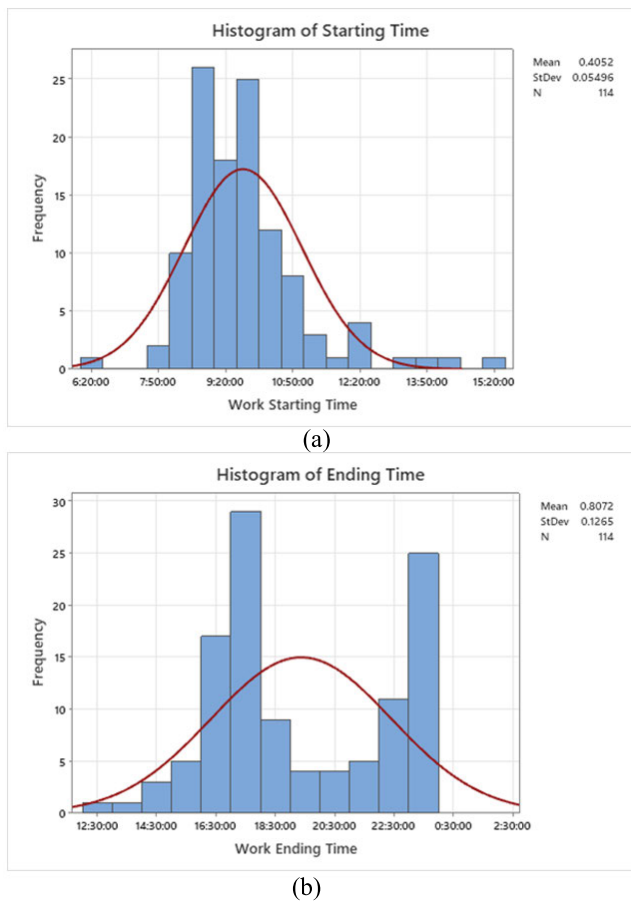 Histogram of Starting Time
Mean 0.4052
StDev 0.05496
N 114
25
20
15
10
5
0
Frequency
6:20:00 7:50:00 9:20:00 10:50:00 12:20:00 13:50:00 15:20:00
Work Starting Time
(a)
Histogram of Ending Time
Mean 0.8072
StDev 0.1265
N 114
30
25
20
15
10
5
0
Frequency
12:30:00 14:30:00 16:30:00 18:30:00 20:30:00 22:30:00 0:30:00 2:30:00
Work Ending Time
(b)